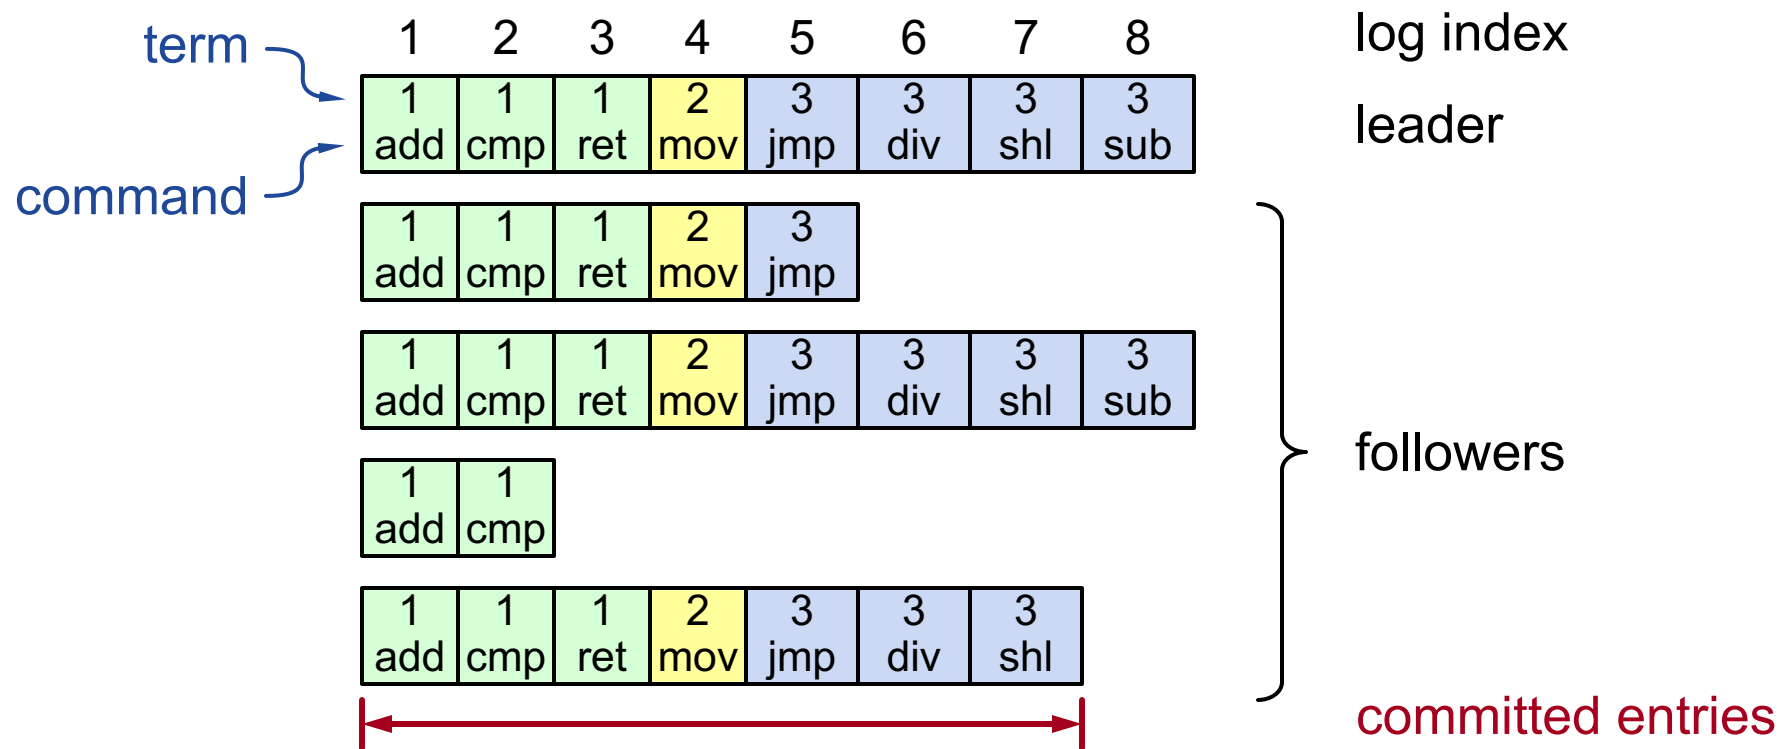 term 1 2 3 4 5 6 7 8 log index
1 1 1 2 3 3 3 3
add cmp ret mov jmp div shl sub leader
command
1 1 1 2 3
add cmp ret mov jmp
1 1 1 2 3 3 3 3
add cmp ret mov jmp div shl sub
followers
1 1
add cmp
1 1 1 2 3 3 3
add cmp ret mov jmp div shl
committed entries